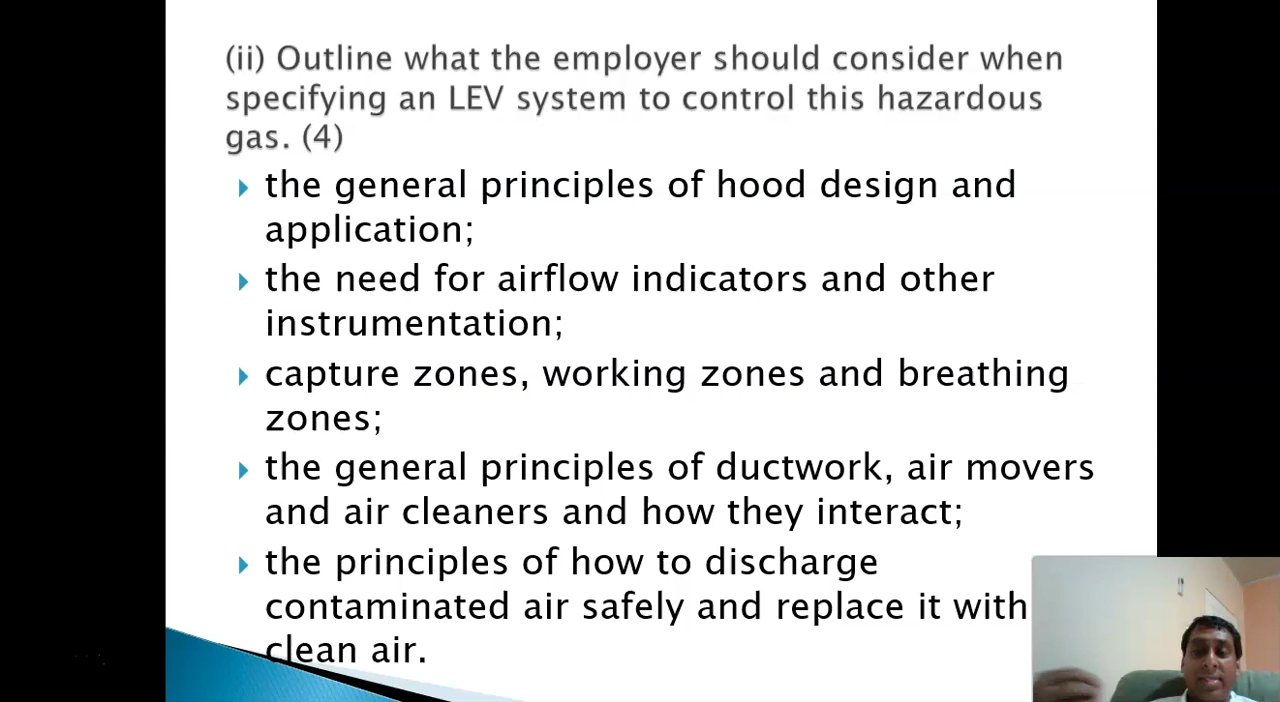 (ii) Outline what the employer should consider when
specifying an LEV system to control this hazardous
gas. (4)
the general principles of hood design and
application;
the need for airflow indicators and other
instrumentation;
capture zones, working zones and breathing
zones;
the general principles of ductwork, air movers
and air cleaners and how they interact;
the principles of how to discharge
contaminated air safely and replace it with
clean air.